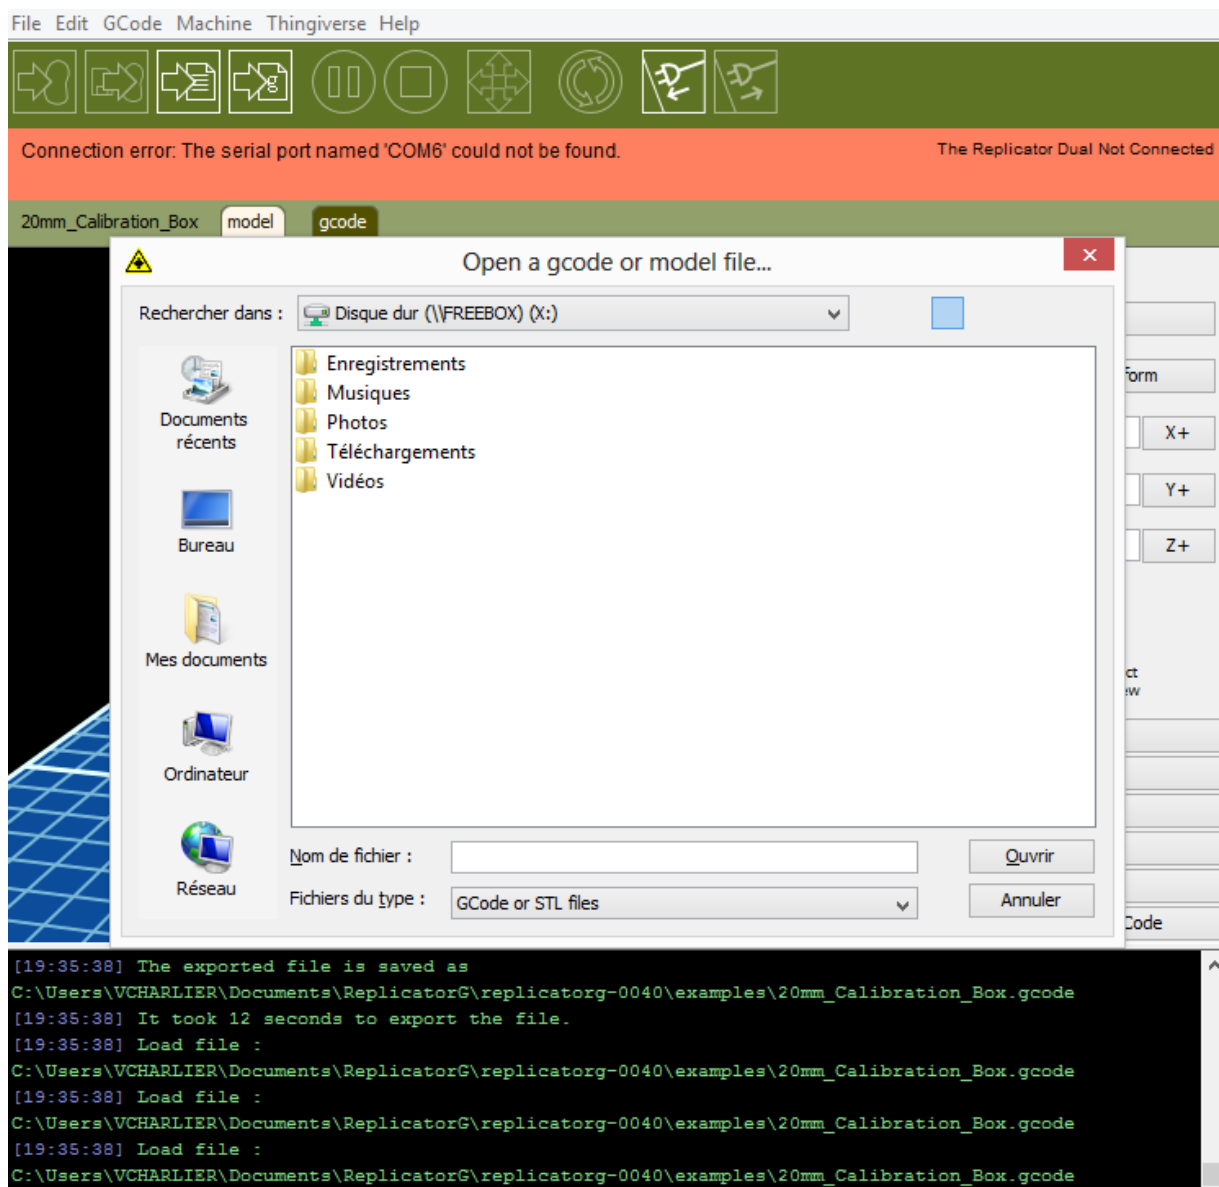 File Edit GCode Machine Thingiverse Help
Connection error: The serial port named 'COM6' could not be found.
The Replicator Dual Not Connected
20mm_Calibration_Box model gcode
Open a gcode or model file...
Rechercher dans : Disque dur (\\FREEBOX) (X:)
Enregistrements
Musiques
Photos
Téléchargements
Vidéos
Documents
récents
Bureau
Mes documents
Ordinateur
Réseau
Nom de fichier :
Ouvrir
Fichiers du type : GCode or STL files
Annuler
form
X+
Y+
Z+
ct
ew
Code
[19:35:38] The exported file is saved as
C:\Users\VCHARLIER\Documents\ReplicatorG\replicatorg-0040\examples\20mm_Calibration_Box.gcode
[19:35:38] It took 12 seconds to export the file.
[19:35:38] Load file :
C:\Users\VCHARLIER\Documents\ReplicatorG\replicatorg-0040\examples\20mm_Calibration_Box.gcode
[19:35:38] Load file :
C:\Users\VCHARLIER\Documents\ReplicatorG\replicatorg-0040\examples\20mm_Calibration_Box.gcode
[19:35:38] Load file :
C:\Users\VCHARLIER\Documents\ReplicatorG\replicatorg-0040\examples\20mm_Calibration_Box.gcode